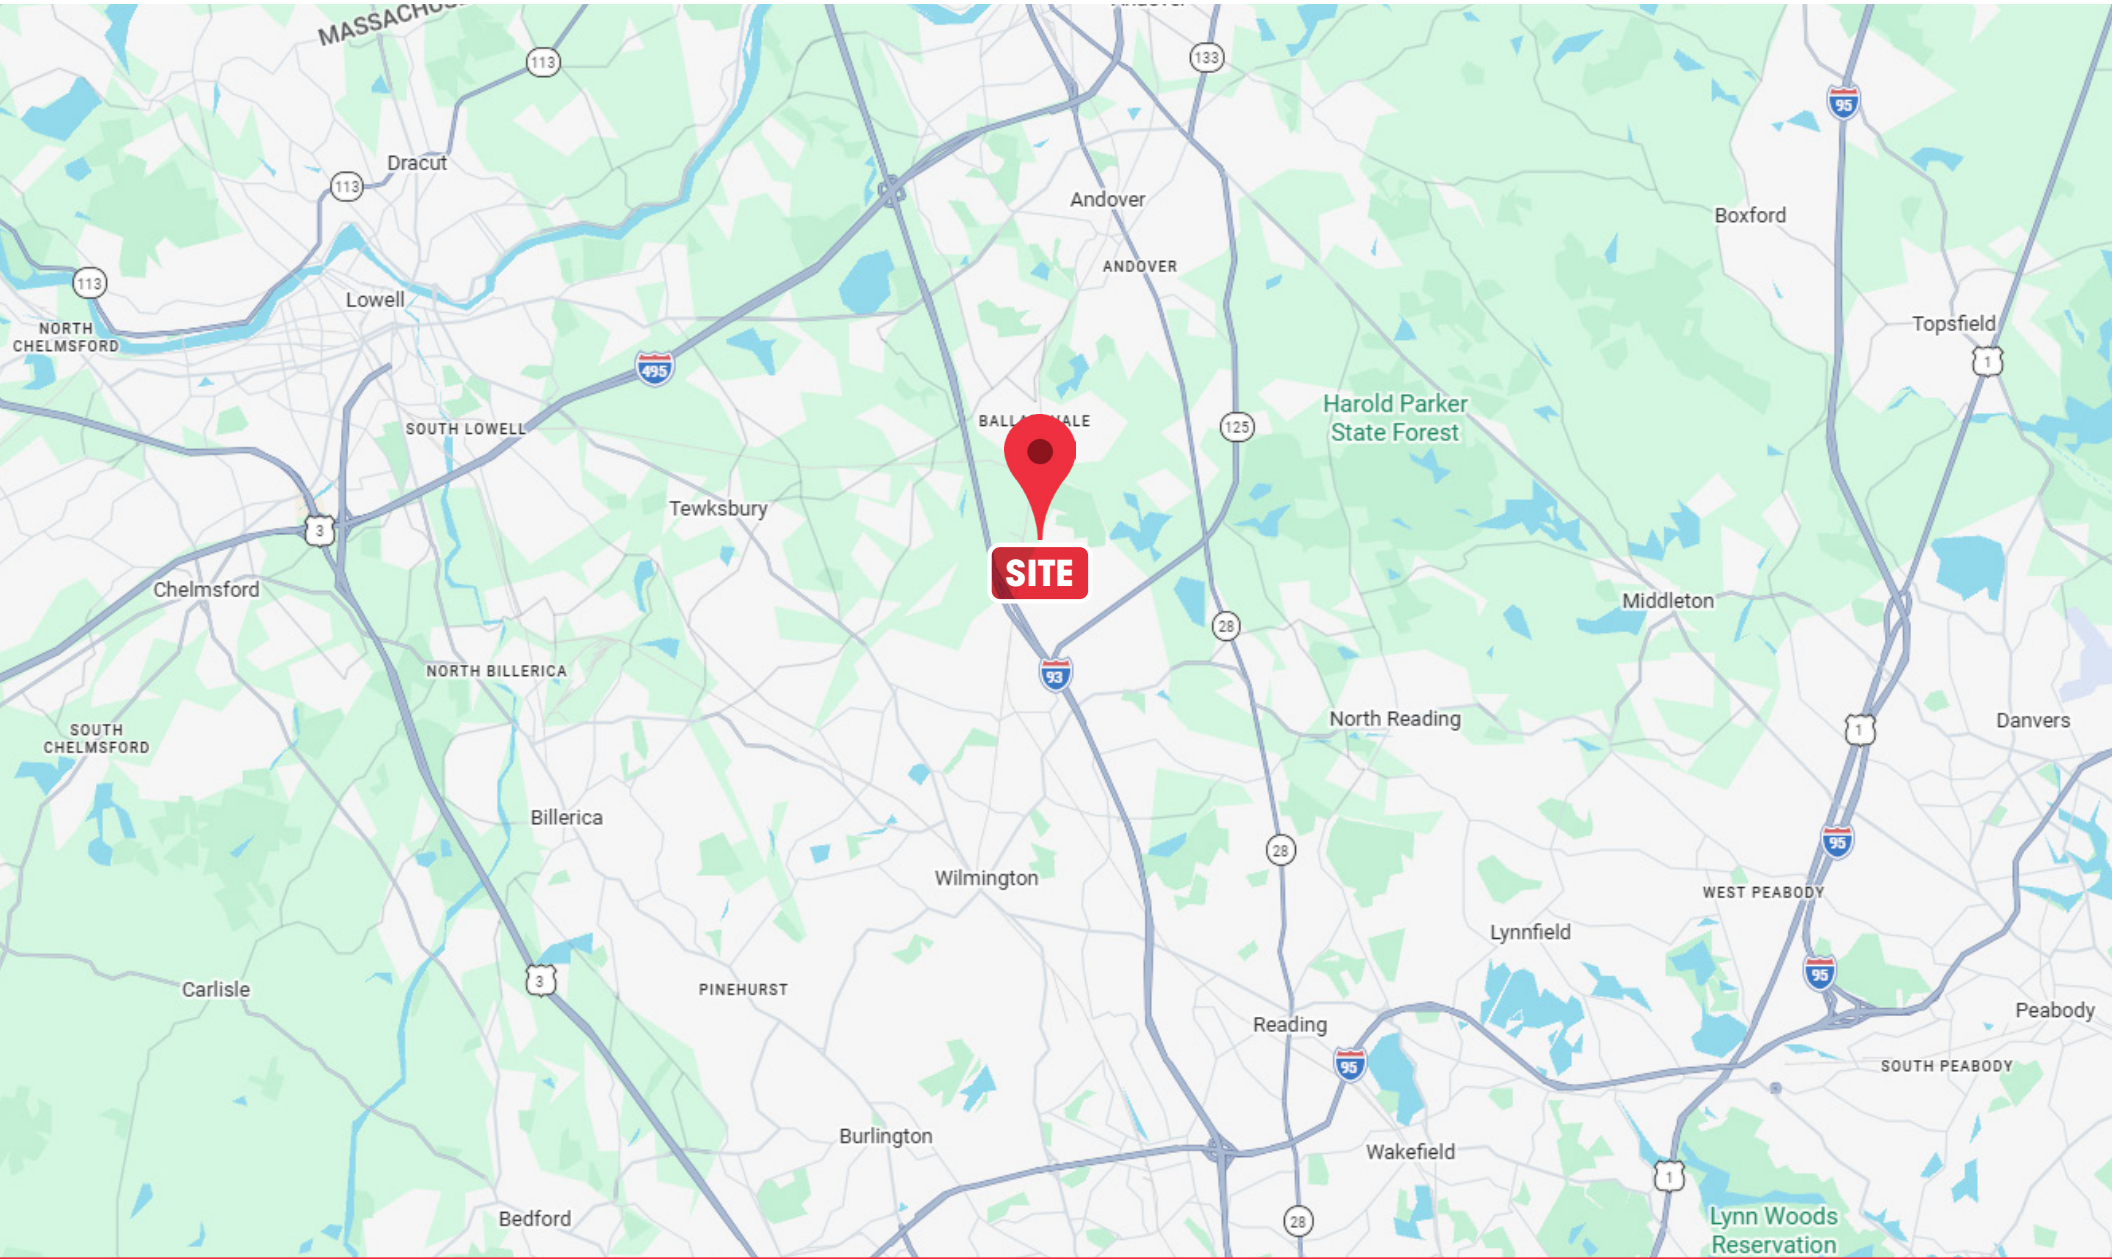 MASSACHUS
Andover
113
133
95
Dracut
113
Andover
Boxford
ANDOVER
113
Lowell
NORTH
CHELMSFORD
Topsfield
1
495
Harold Parker
State Forest
BALLARDVALE
SOUTH LOWELL
125
Tewksbury
3
SITE
Chelmsford
Middleton
28
NORTH BILLERICA
93
North Reading
Danvers
1
SOUTH
CHELMSFORD
Billerica
95
28
Wilmington
WEST PEABODY
Lynnfield
95
3
Carlisle
PINEHURST
Peabody
Reading
95
SOUTH PEABODY
Burlington
Wakefield
1
Bedford
28
Lynn Woods
Reservation